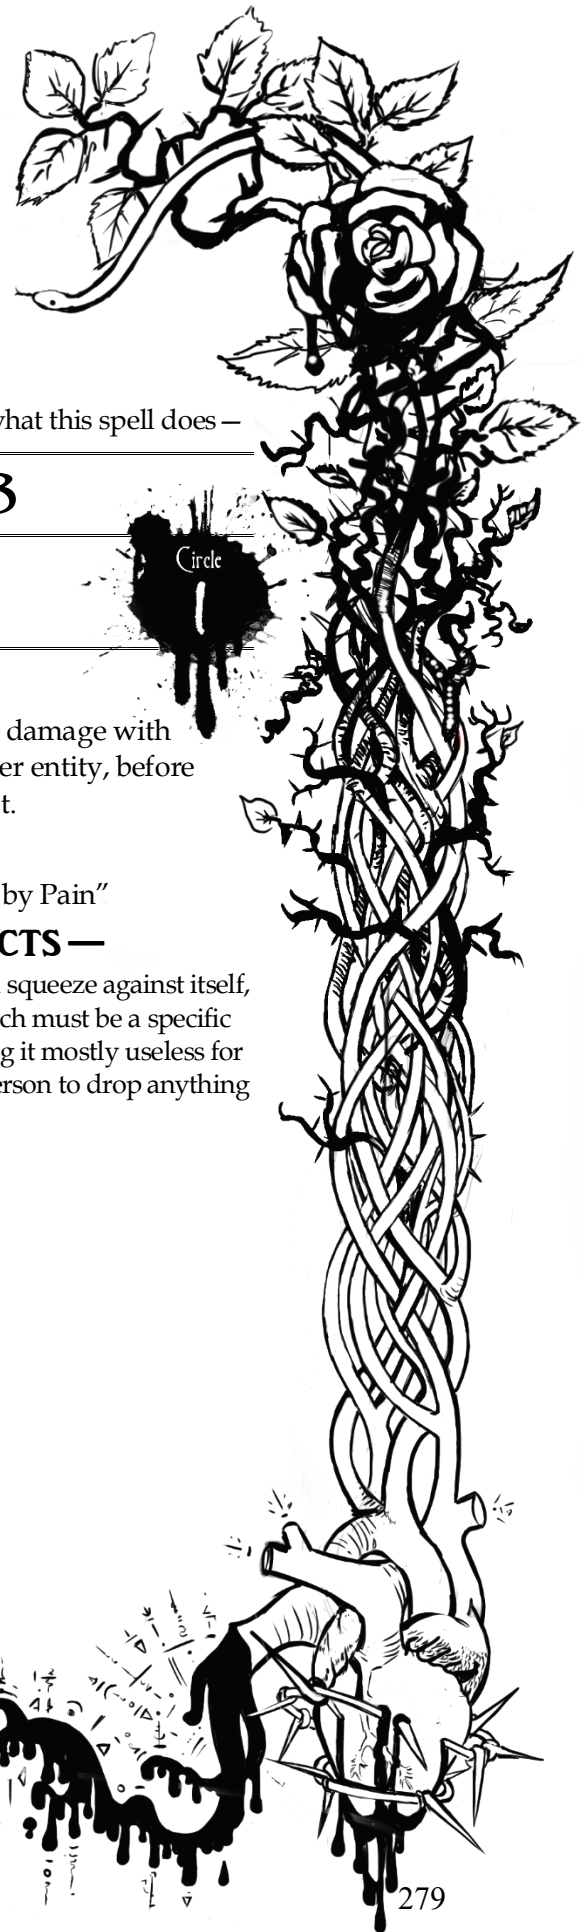 what this spell does —
B
Circle
1
damage with
er entity, before
t.
by Pain”
CTS —
squeeze against itself,
ch must be a specific
g it mostly useless for
erson to drop anything
279